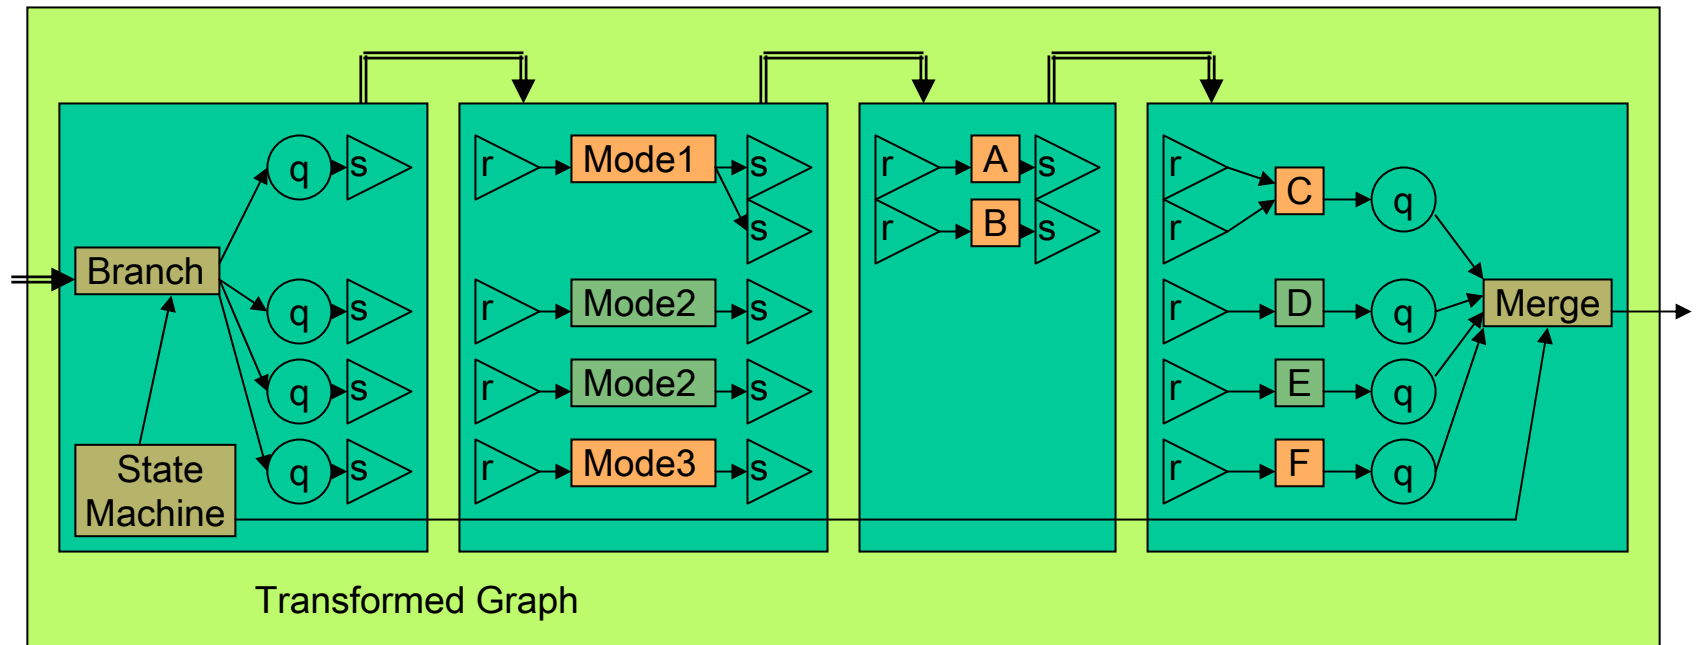 q s
r Mode1 s
r A s
r C q
s
r B s
r
Branch
q s
r Mode2 s
r D q Merge
q s
r Mode2 s
r E q
q s
r Mode3 s
r F q
State
Machine
Transformed Graph